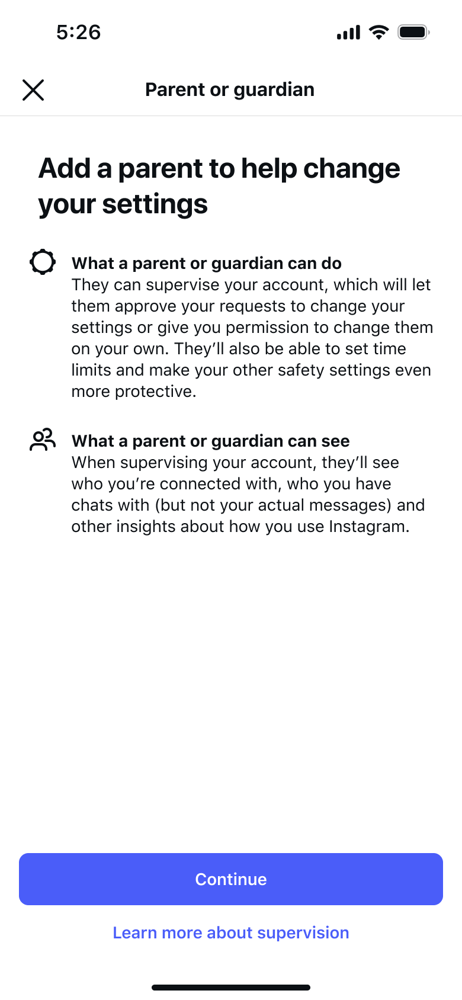 5:26
Parent or guardian
Add a parent to help change
your settings
What a parent or guardian can do
They can supervise your account, which will let
them approve your requests to change your
settings or give you permission to change them
on your own. They’ll also be able to set time
limits and make your other safety settings even
more protective.
What a parent or guardian can see
When supervising your account, they’ll see
who you’re connected with, who you have
chats with (but not your actual messages) and
other insights about how you use Instagram.
Continue
Learn more about supervision